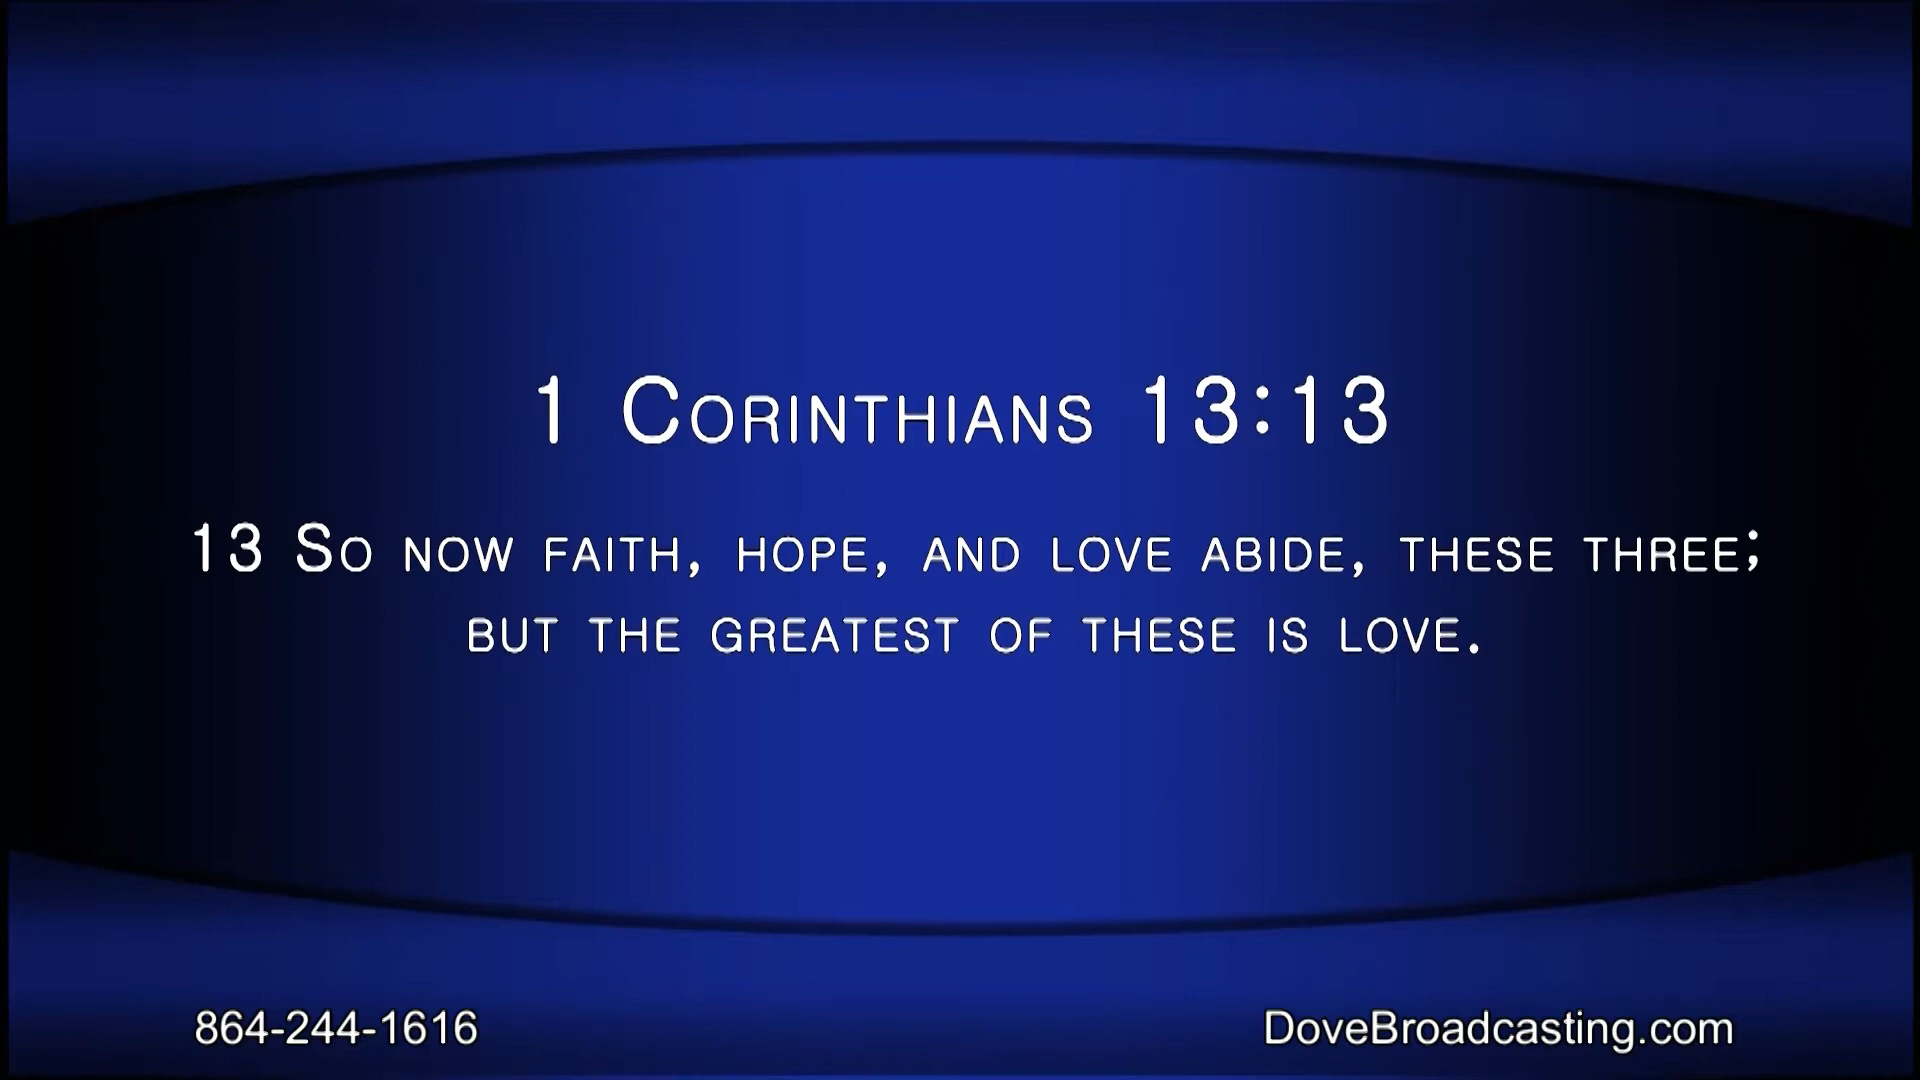 1 Corinthians 13:13
13 So now faith, hope, and love abide, these three;
but the greatest of these is love.
864-244-1616
DoveBroadcasting.com